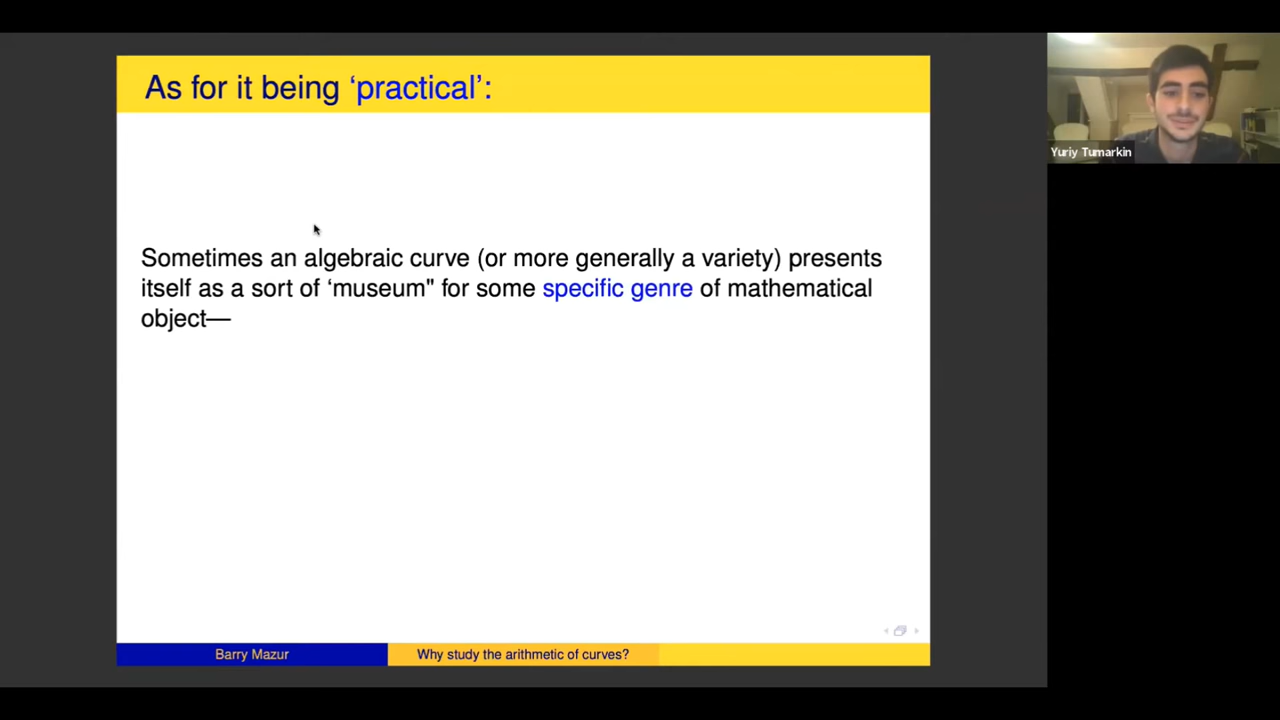 As for it being ‘practical’:
Yuriy Tumarkin
Sometimes an algebraic curve (or more generally a variety) presents
itself as a sort of ‘museum" for some specific genre of mathematical
object—
Barry Mazur
Why study the arithmetic of curves?